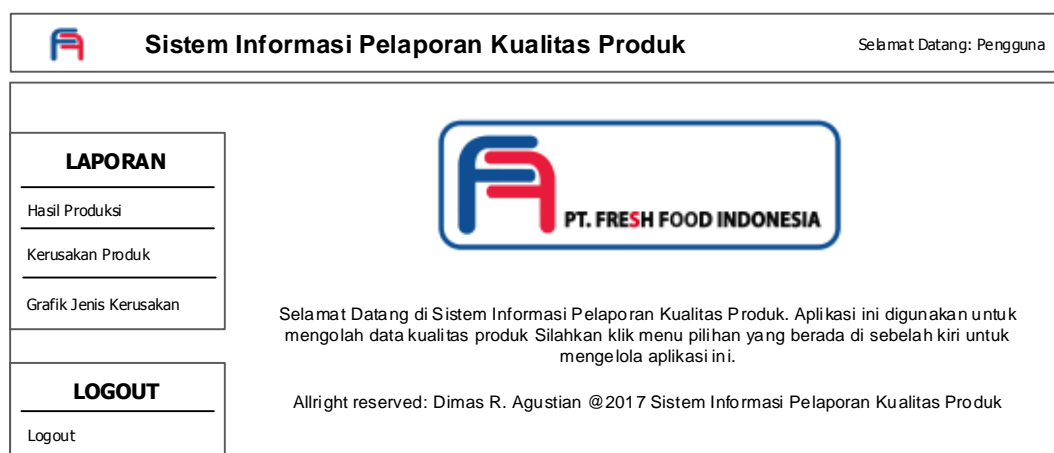 Sistem Informasi Pelaporan Kualitas Produk
Selamat Datang: Pengguna
LAPORAN
Hasil Produksi
Kerusakan Produk
Grafik Jenis Kerusakan
LOGOUT
Logout
PT. FRESH FOOD INDONESIA
Selamat Datang di Sistem Informasi Pelaporan Kualitas Produk. Aplikasi ini digunakan untuk
mengolah data kualitas produk Silahkan klik menu pilihan yang berada di sebelah kiri untuk
mengelola aplikasi ini.
Allright reserved: Dimas R. Agustian @2017 Sistem Informasi Pelaporan Kualitas Produk